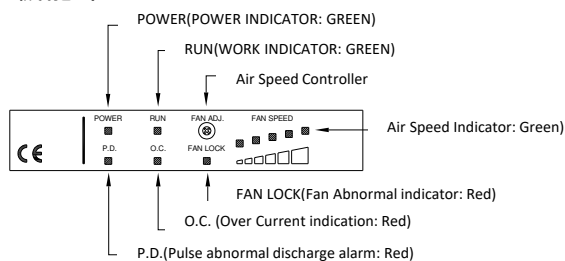 POWER(POWER INDICATOR: GREEN)
RUN(WORK INDICATOR: GREEN)
Air Speed Controller
POWER RUN FAN ADJ. FAN SPEED
Air Speed Indicator: Green)
P.D. O.C. FAN LOCK
CE
FAN LOCK(Fan Abnormal indicator: Red)
O.C. (Over Current indication: Red)
P.D.(Pulse abnormal discharge alarm: Red)